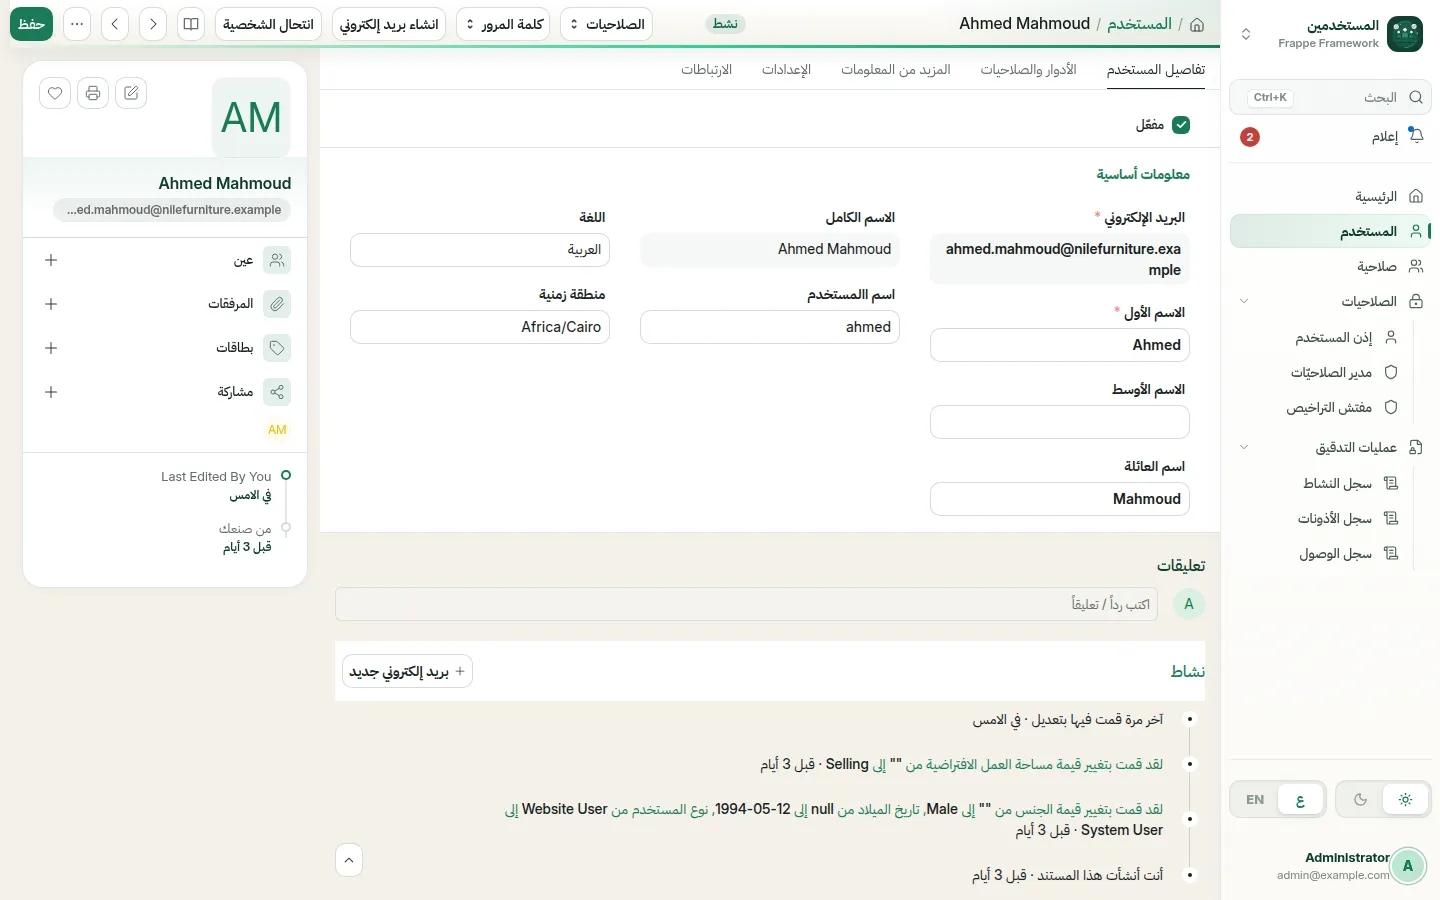 المستخدمين
Frappe Framework
البحث
Ctrl+K
إعلام
2
الرئيسية
المستخدم
صلاحية
الصلاحيات
إذن المستخدم
مدير الصلاحيّات
مفتش التراخيص
عمليات التدقيق
سجل النشاط
سجل الأذونات
سجل الوصول
ع
EN
Administrator
admin@example.com
A
المستخدم / Ahmed Mahmoud
نشط
الصلاحيات
كلمة المرور
انشاء بريد إلكتروني
انتحال الشخصية
حفظ
تفاصيل المستخدم
الأدوار والصلاحيات
المزيد من المعلومات
الإعدادات
الارتباطات
مفعّل
معلومات أساسية
البريد الإلكتروني *
ahmed.mahmoud@nilefurniture.exa
mple
الاسم الأول *
Ahmed
الاسم الأوسط
اسم العائلة
Mahmoud
الاسم الكامل
Ahmed Mahmoud
اسم االمستخدم
ahmed
اللغة
العربية
منطقة زمنية
Africa/Cairo
تعليقات
A
اكتب رداً / تعليقاً
نشاط
بريد إلكتروني جديد
آخر مرة قمت فيها بتعديل · في الامس
لقد قمت بتغيير قيمة مساحة العمل الافتراضية من "" إلى Selling · قبل 3 أيام
لقد قمت بتغيير قيمة الجنس من "" إلى Male, تاريخ الميلاد من null إلى 1994-05-12, نوع المستخدم من Website User إلى
System User · قبل 3 أيام
أنت أنشأت هذا المستند · قبل 3 أيام
AM
Ahmed Mahmoud
...ed.mahmoud@nilefurniture.example
عين
المرفقات
بطاقات
مشاركة
AM
Last Edited By You
في الامس
من صنعك
قبل 3 أيام